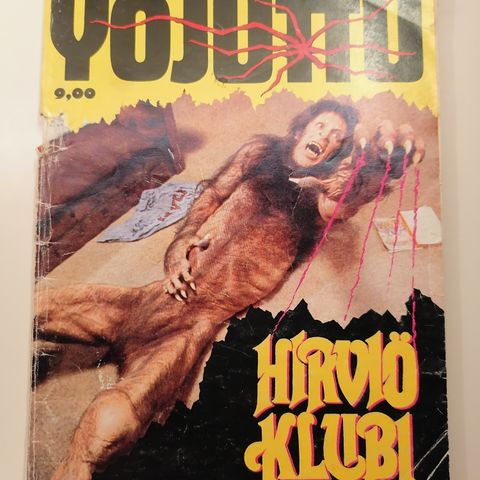 YÖJUTTU
9,00
HIRVIÖ
KLUBI